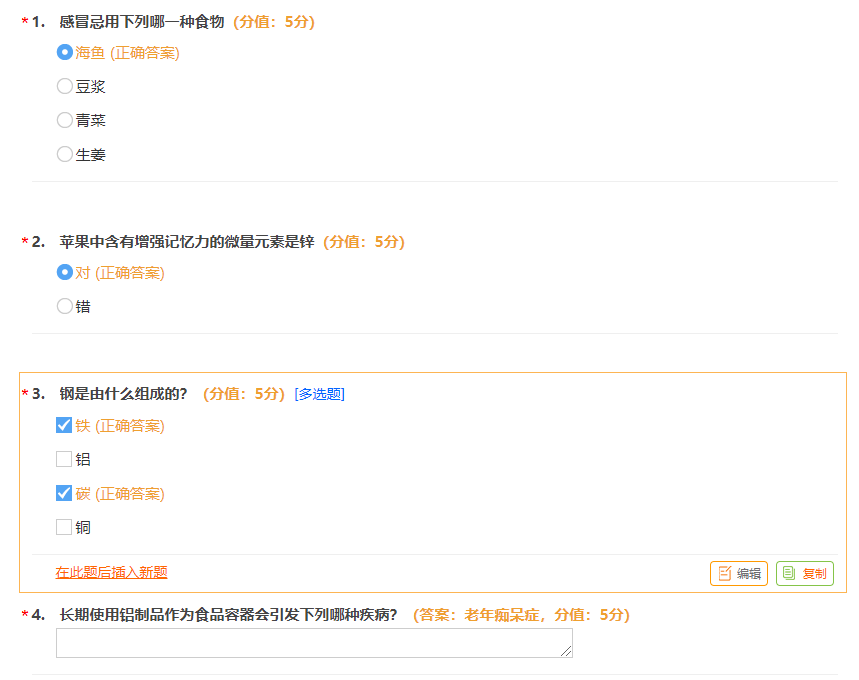 *1. 感冒忌用下列哪一种食物 (分值：5分)
海鱼 (正确答案)
豆浆
青菜
生姜
*2. 苹果中含有增强记忆力的微量元素是锌 (分值：5分)
对 (正确答案)
错
*3. 钢是由什么组成的? (分值：5分) [多选题]
铁 (正确答案)
铝
碳 (正确答案)
铜
在此题后插入新题 编辑 复制
*4. 长期使用铝制品作为食品容器会引发下列哪种疾病? (答案：老年痴呆症，分值：5分)